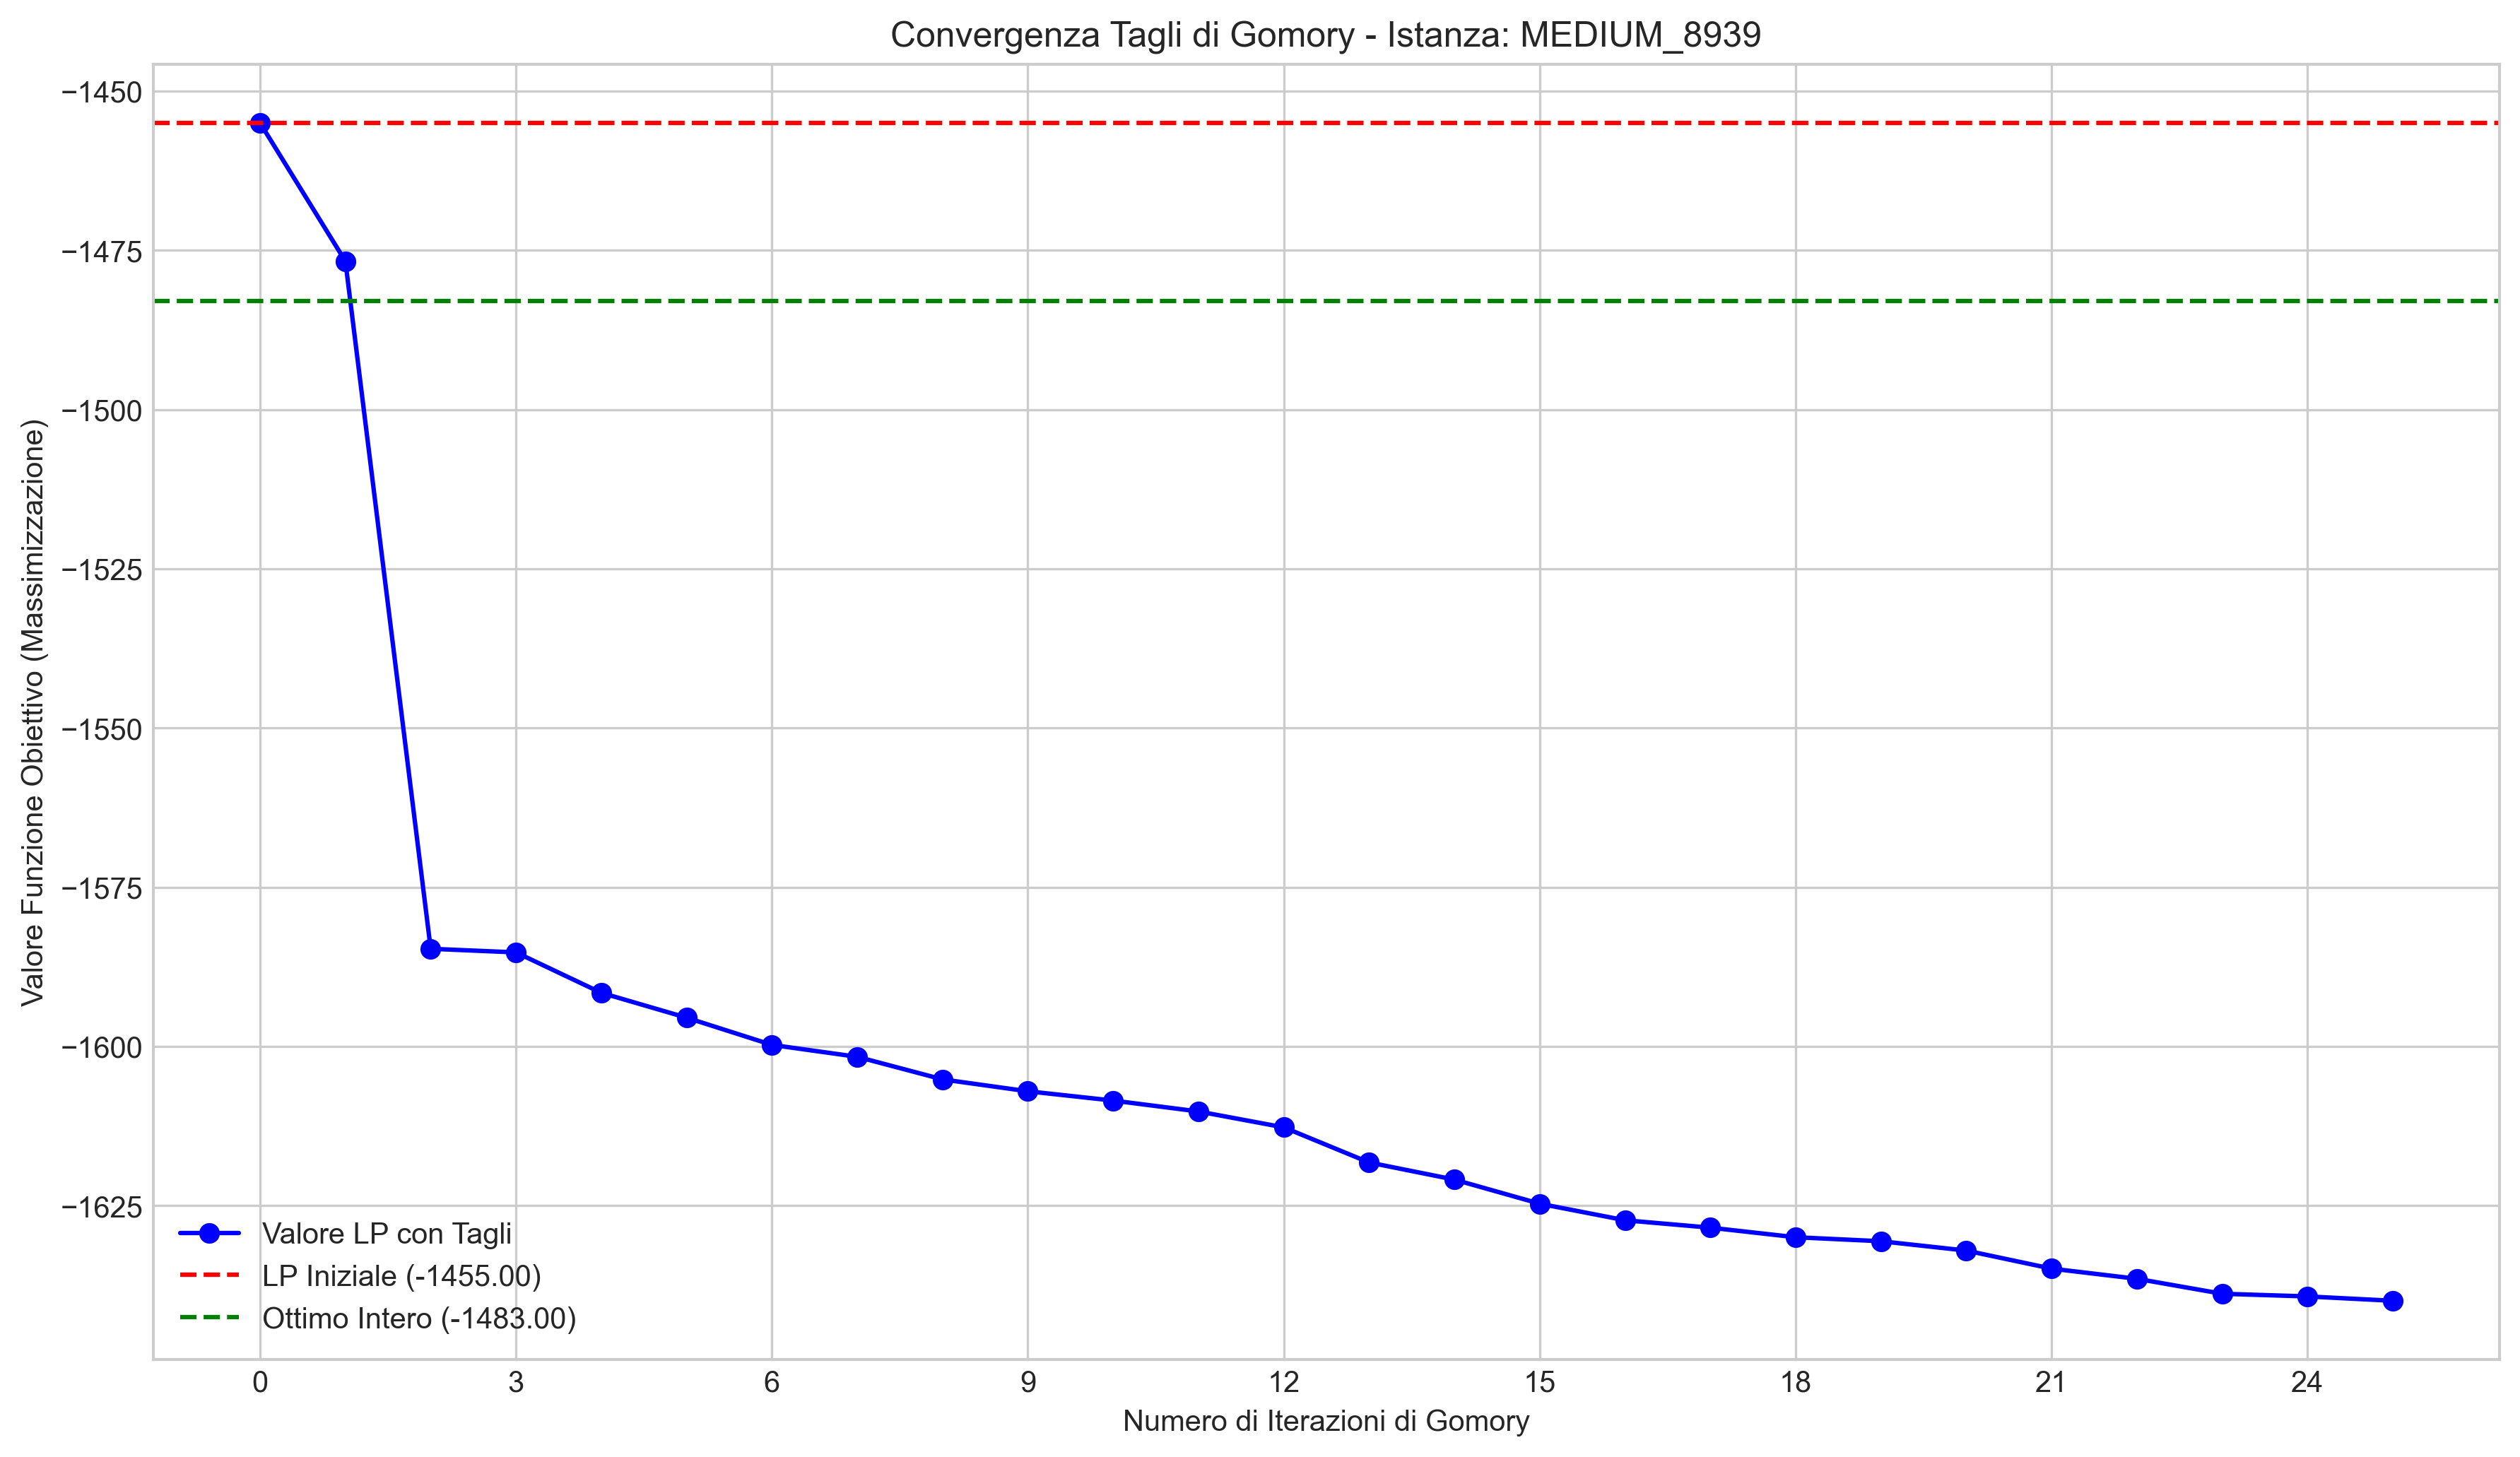 Convergenza Tagli di Gomory - Istanza: MEDIUM_8939
Valore Funzione Obiettivo (Massimizzazione)
−1450
−1475
−1500
−1525
−1550
−1575
−1600
−1625
Valore LP con Tagli
LP Iniziale (-1455.00)
Ottimo Intero (-1483.00)
0 3 6 9 12 15 18 21 24
Numero di Iterazioni di Gomory